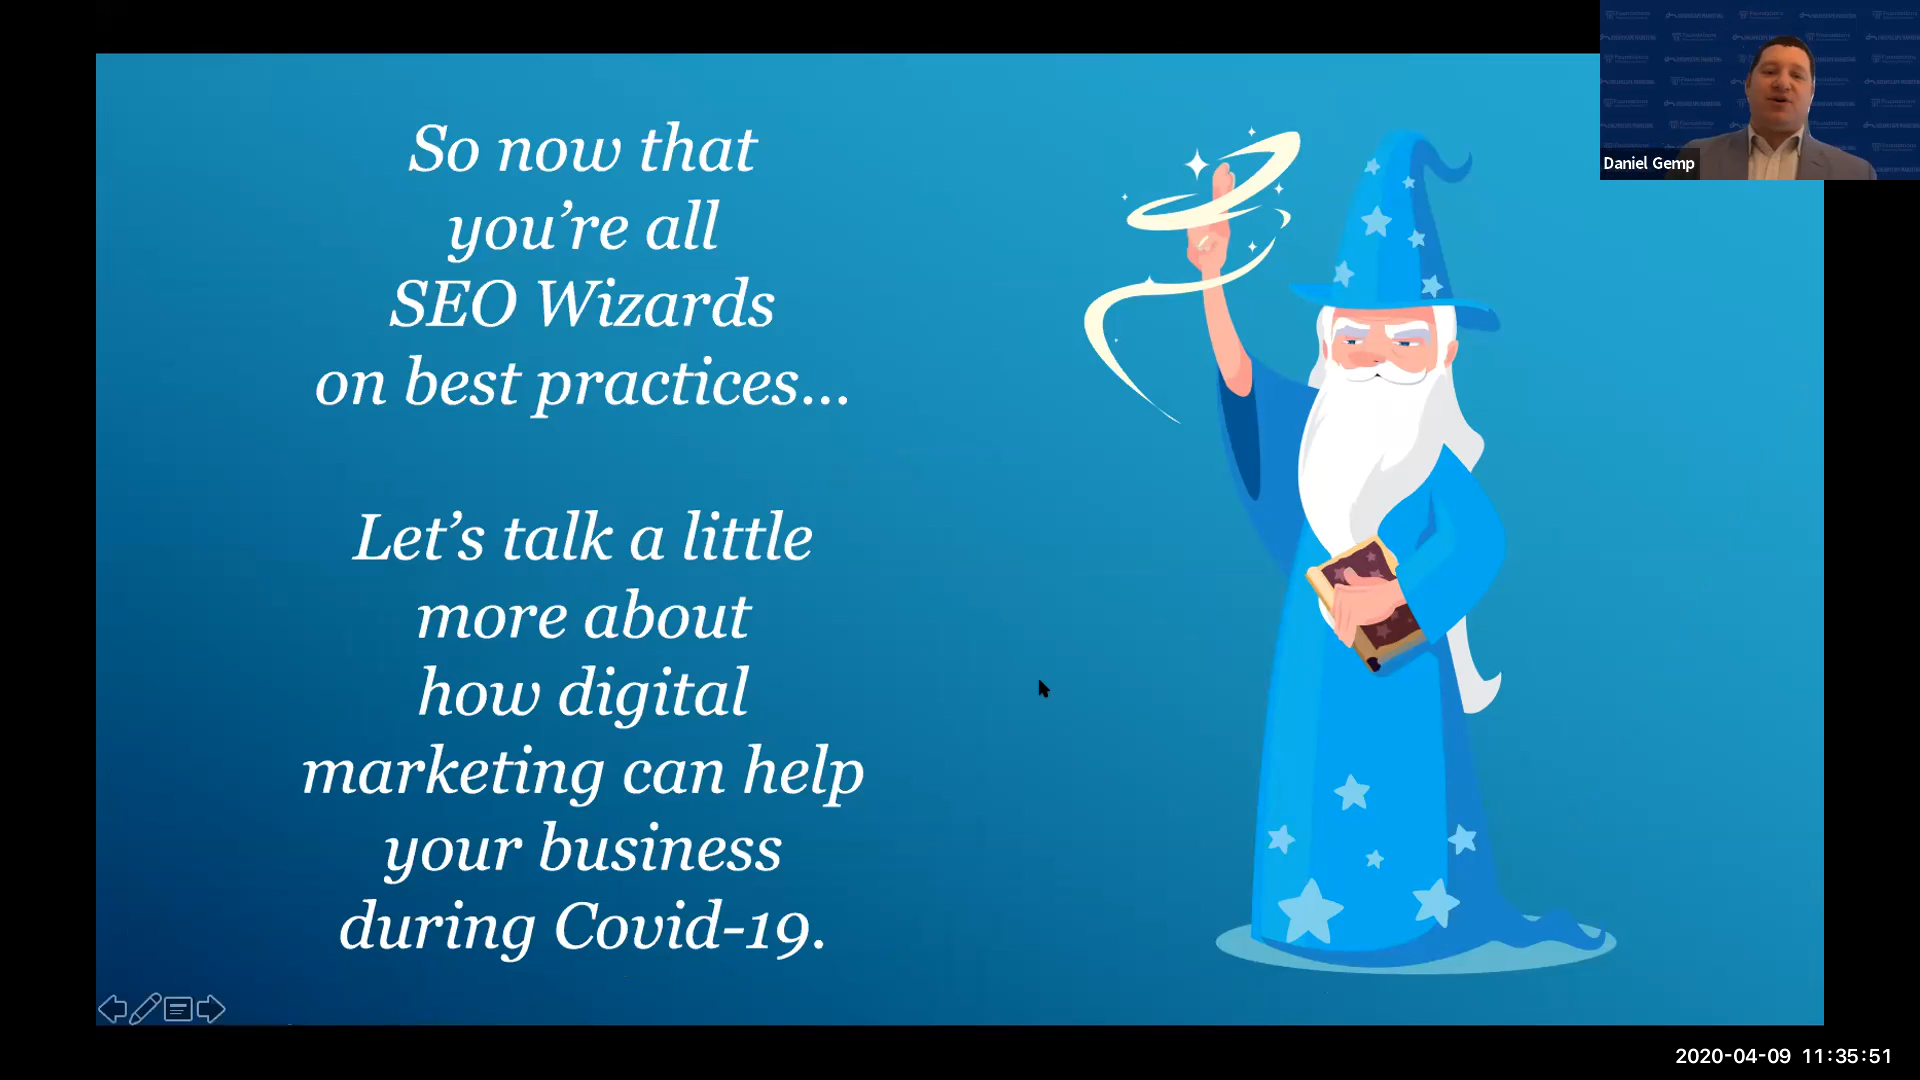 So now that
you’re all
SEO Wizards
on best practices...
Let’s talk a little
more about
how digital
marketing can help
your business
during Covid-19.
Daniel Gemp
2020-04-09 11:35:51